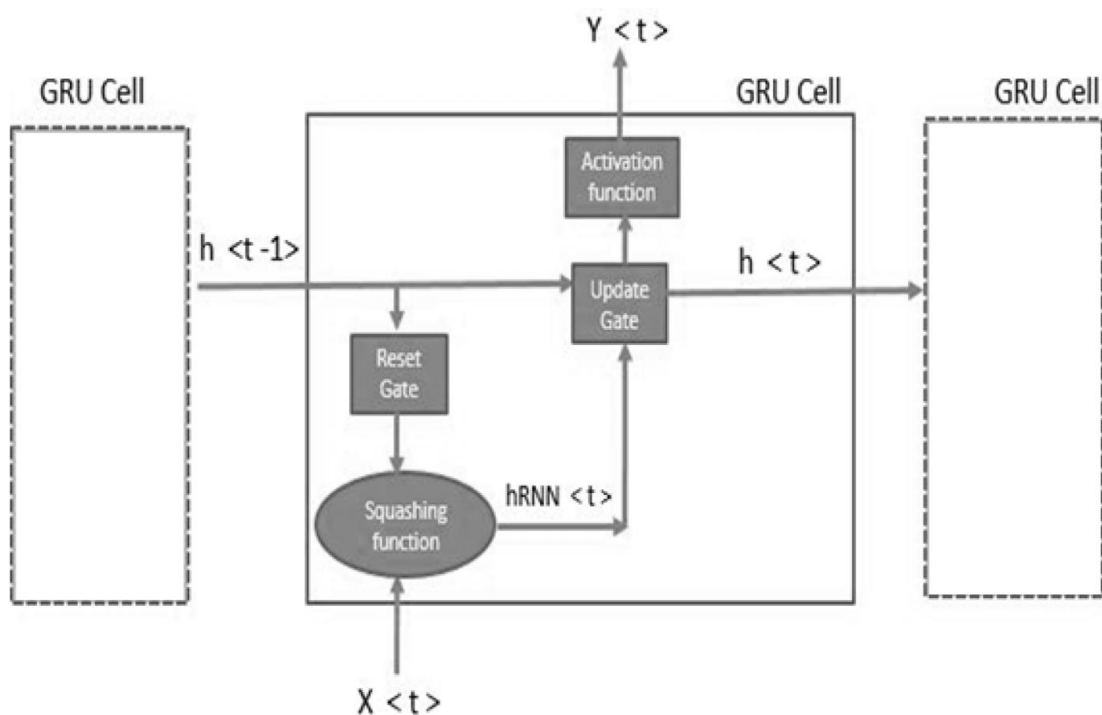 Y < t >
GRU Cell
GRU Cell
GRU Cell
Activation
function
h < t -1>
h < t >
Update
Gate
Reset
Gate
hRNN < t >
Squashing
function
X < t >